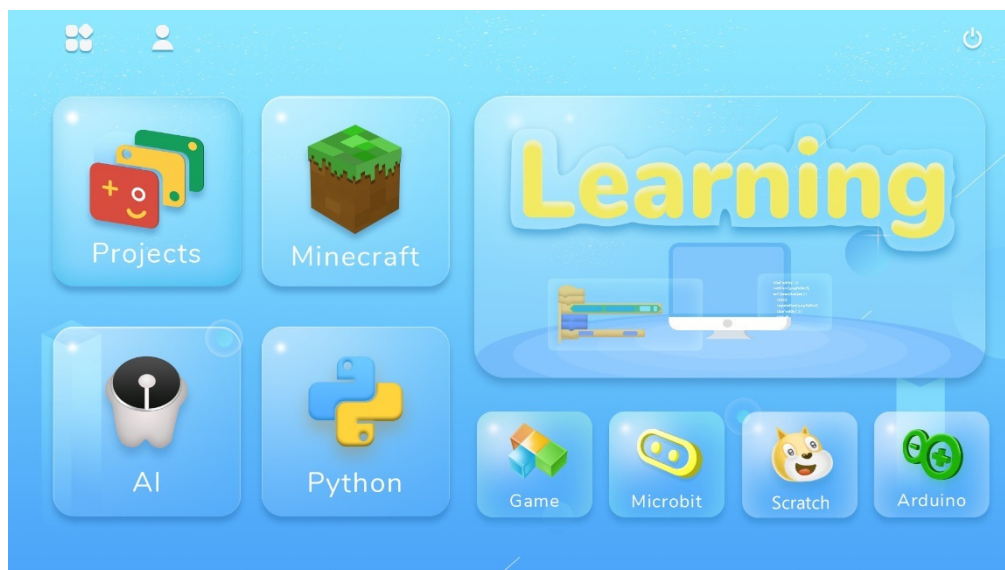 Learning
Projects
Minecraft
AI
Python
Game
Microbit
Scratch
Arduino